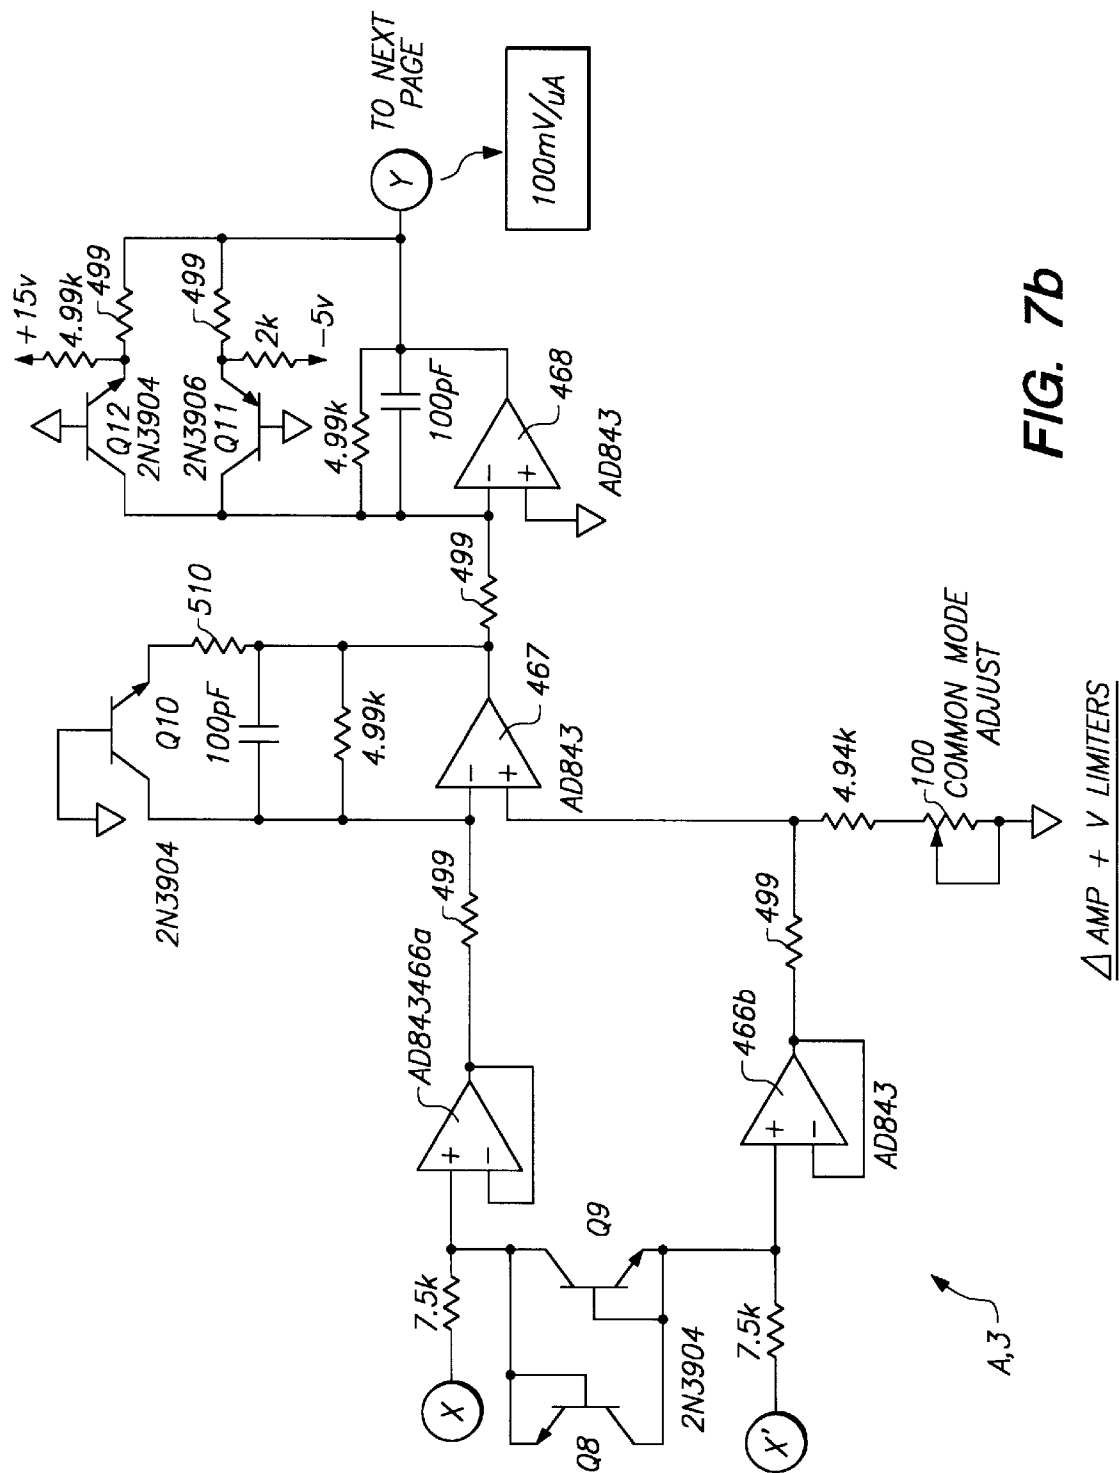 X
7.5k
Q8
2N3904
Q9
X'
7.5k
A,3
AD843466a
+
−
466b
+
−
AD843
499
499
2N3904
Q10
510
100pF
4.99k
−
+
467
AD843
4.94k
100
COMMON MODE
ADJUST
499
+15v
4.99k
499
Q12
2N3904
499
2N3906
Q11
2k
−5v
4.99k
100pF
−
+
468
AD843
Y
TO NEXT
PAGE
100mV/uA
△ AMP + V LIMITERS
FIG. 7b